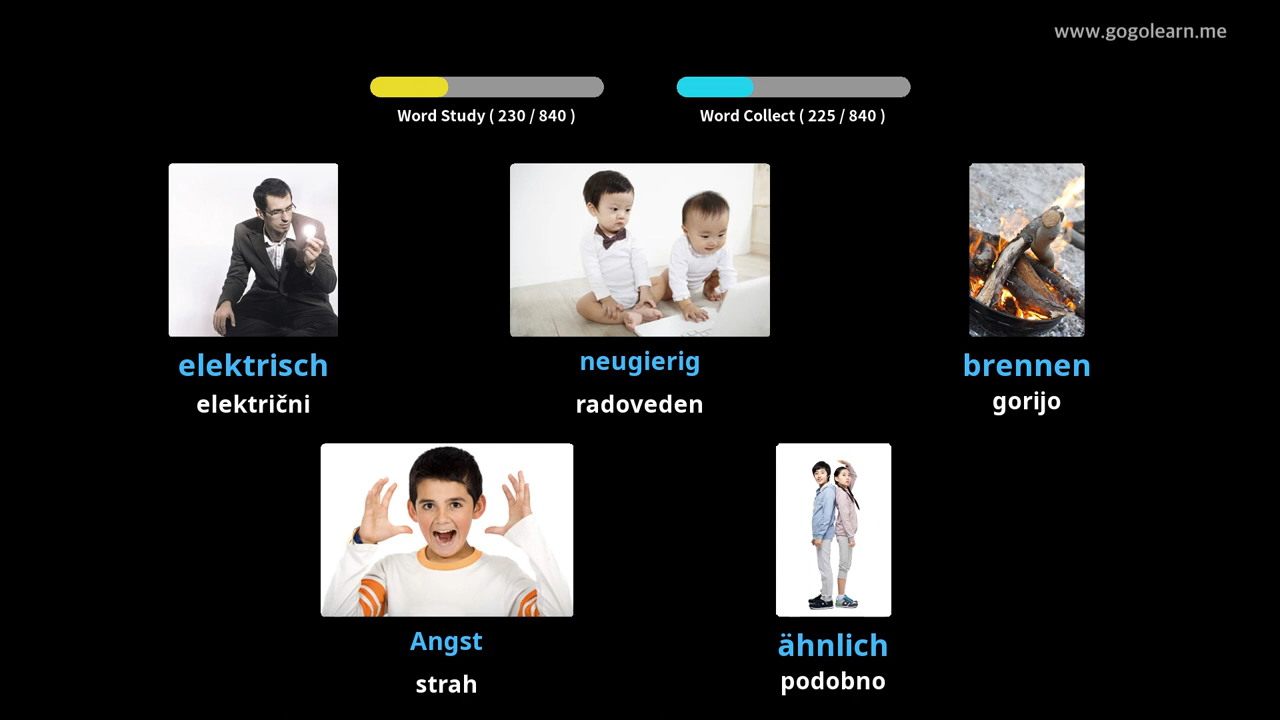 www.gogolearn.me
Word Study ( 230 / 840 )
Word Collect ( 225 / 840 )
elektrisch
električni
neugierig
radoveden
brennen
gorijo
Angst
strah
ähnlich
podobno